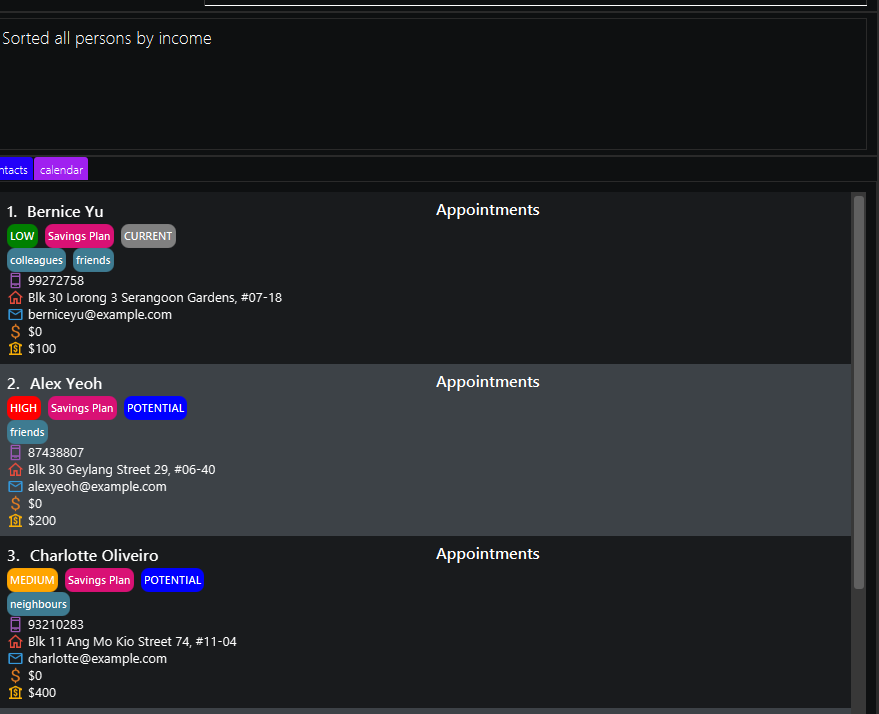 Sorted all persons by income
ntacts calendar
1. Bernice Yu
Appointments
LOW Savings Plan CURRENT
colleagues friends
99272758
Blk 30 Lorong 3 Serangoon Gardens, #07-18
berniceyu@example.com
$0
$100
2. Alex Yeoh
Appointments
HIGH Savings Plan POTENTIAL
friends
87438807
Blk 30 Geylang Street 29, #06-40
alexyeoh@example.com
$0
$200
3. Charlotte Oliveiro
Appointments
MEDIUM Savings Plan POTENTIAL
neighbours
93210283
Blk 11 Ang Mo Kio Street 74, #11-04
charlotte@example.com
$0
$400